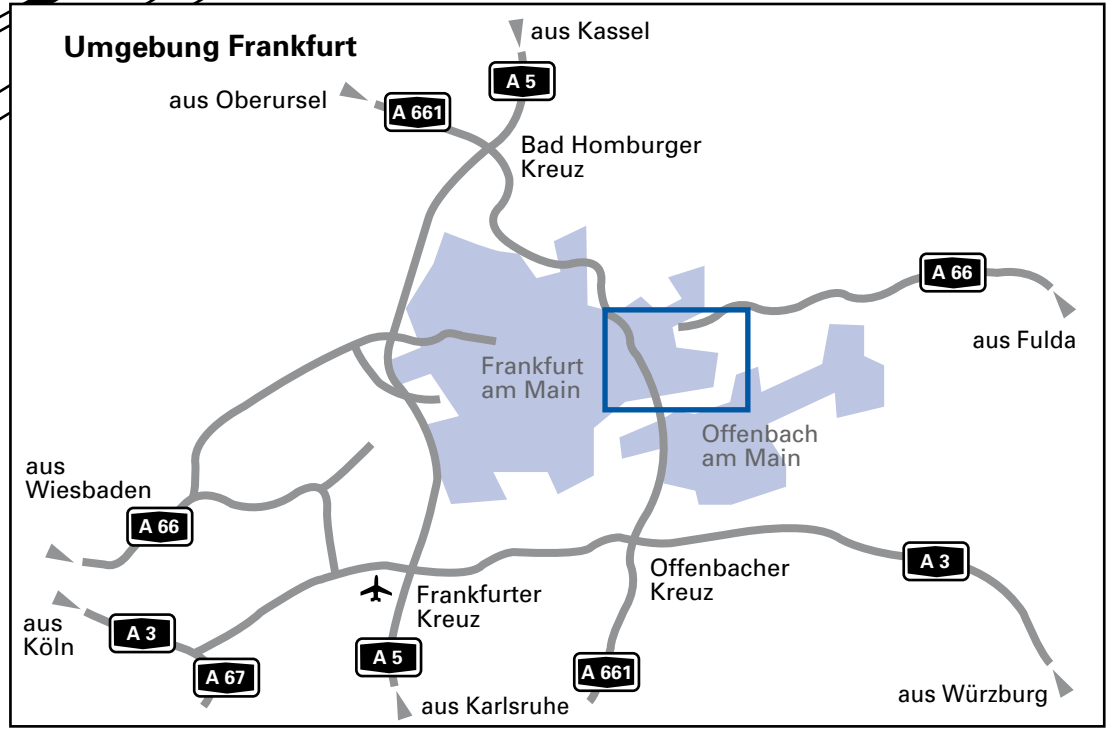 Umgebung Frankfurt
aus Kassel
A 5
aus Oberursel
A 661
Bad Homburger
Kreuz
A 66
aus Fulda
Frankfurt
am Main
Offenbach
am Main
aus
Wiesbaden
A 66
A 3
Offenbacher
Kreuz
Frankfurter
Kreuz
aus
Köln
A 3
A 5
A 661
A 67
aus Karlsruhe
aus Würzburg